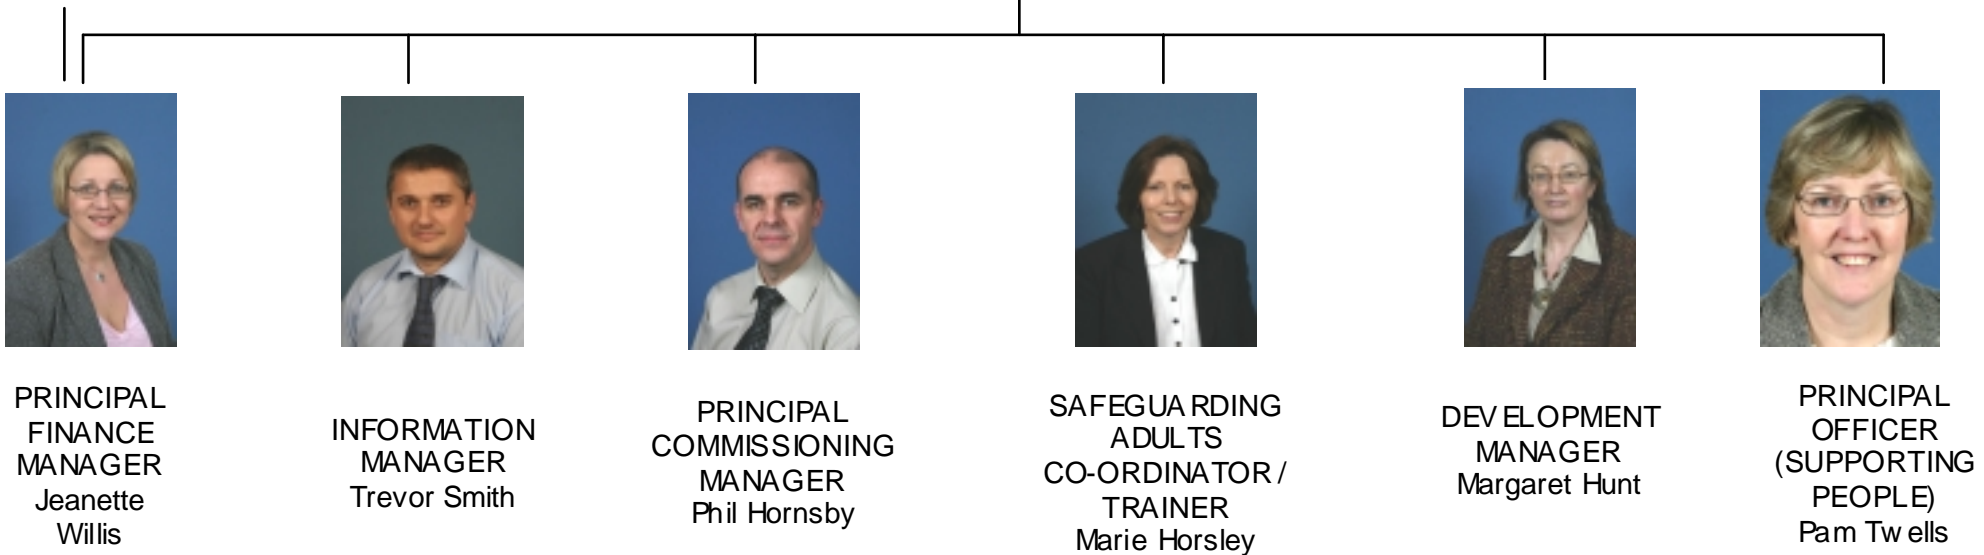 PRINCIPAL
FINANCE
MANAGER
Jeanette
Willis
INFORMATION
MANAGER
Trevor Smith
PRINCIPAL
COMMISSIONING
MANAGER
Phil Hornsby
SAFEGUARDING
ADULTS
CO-ORDINATOR /
TRAINER
Marie Horsley
DEVELOPMENT
MANAGER
Margaret Hunt
PRINCIPAL
OFFICER
(SUPPORTING
PEOPLE)
Pam Twells